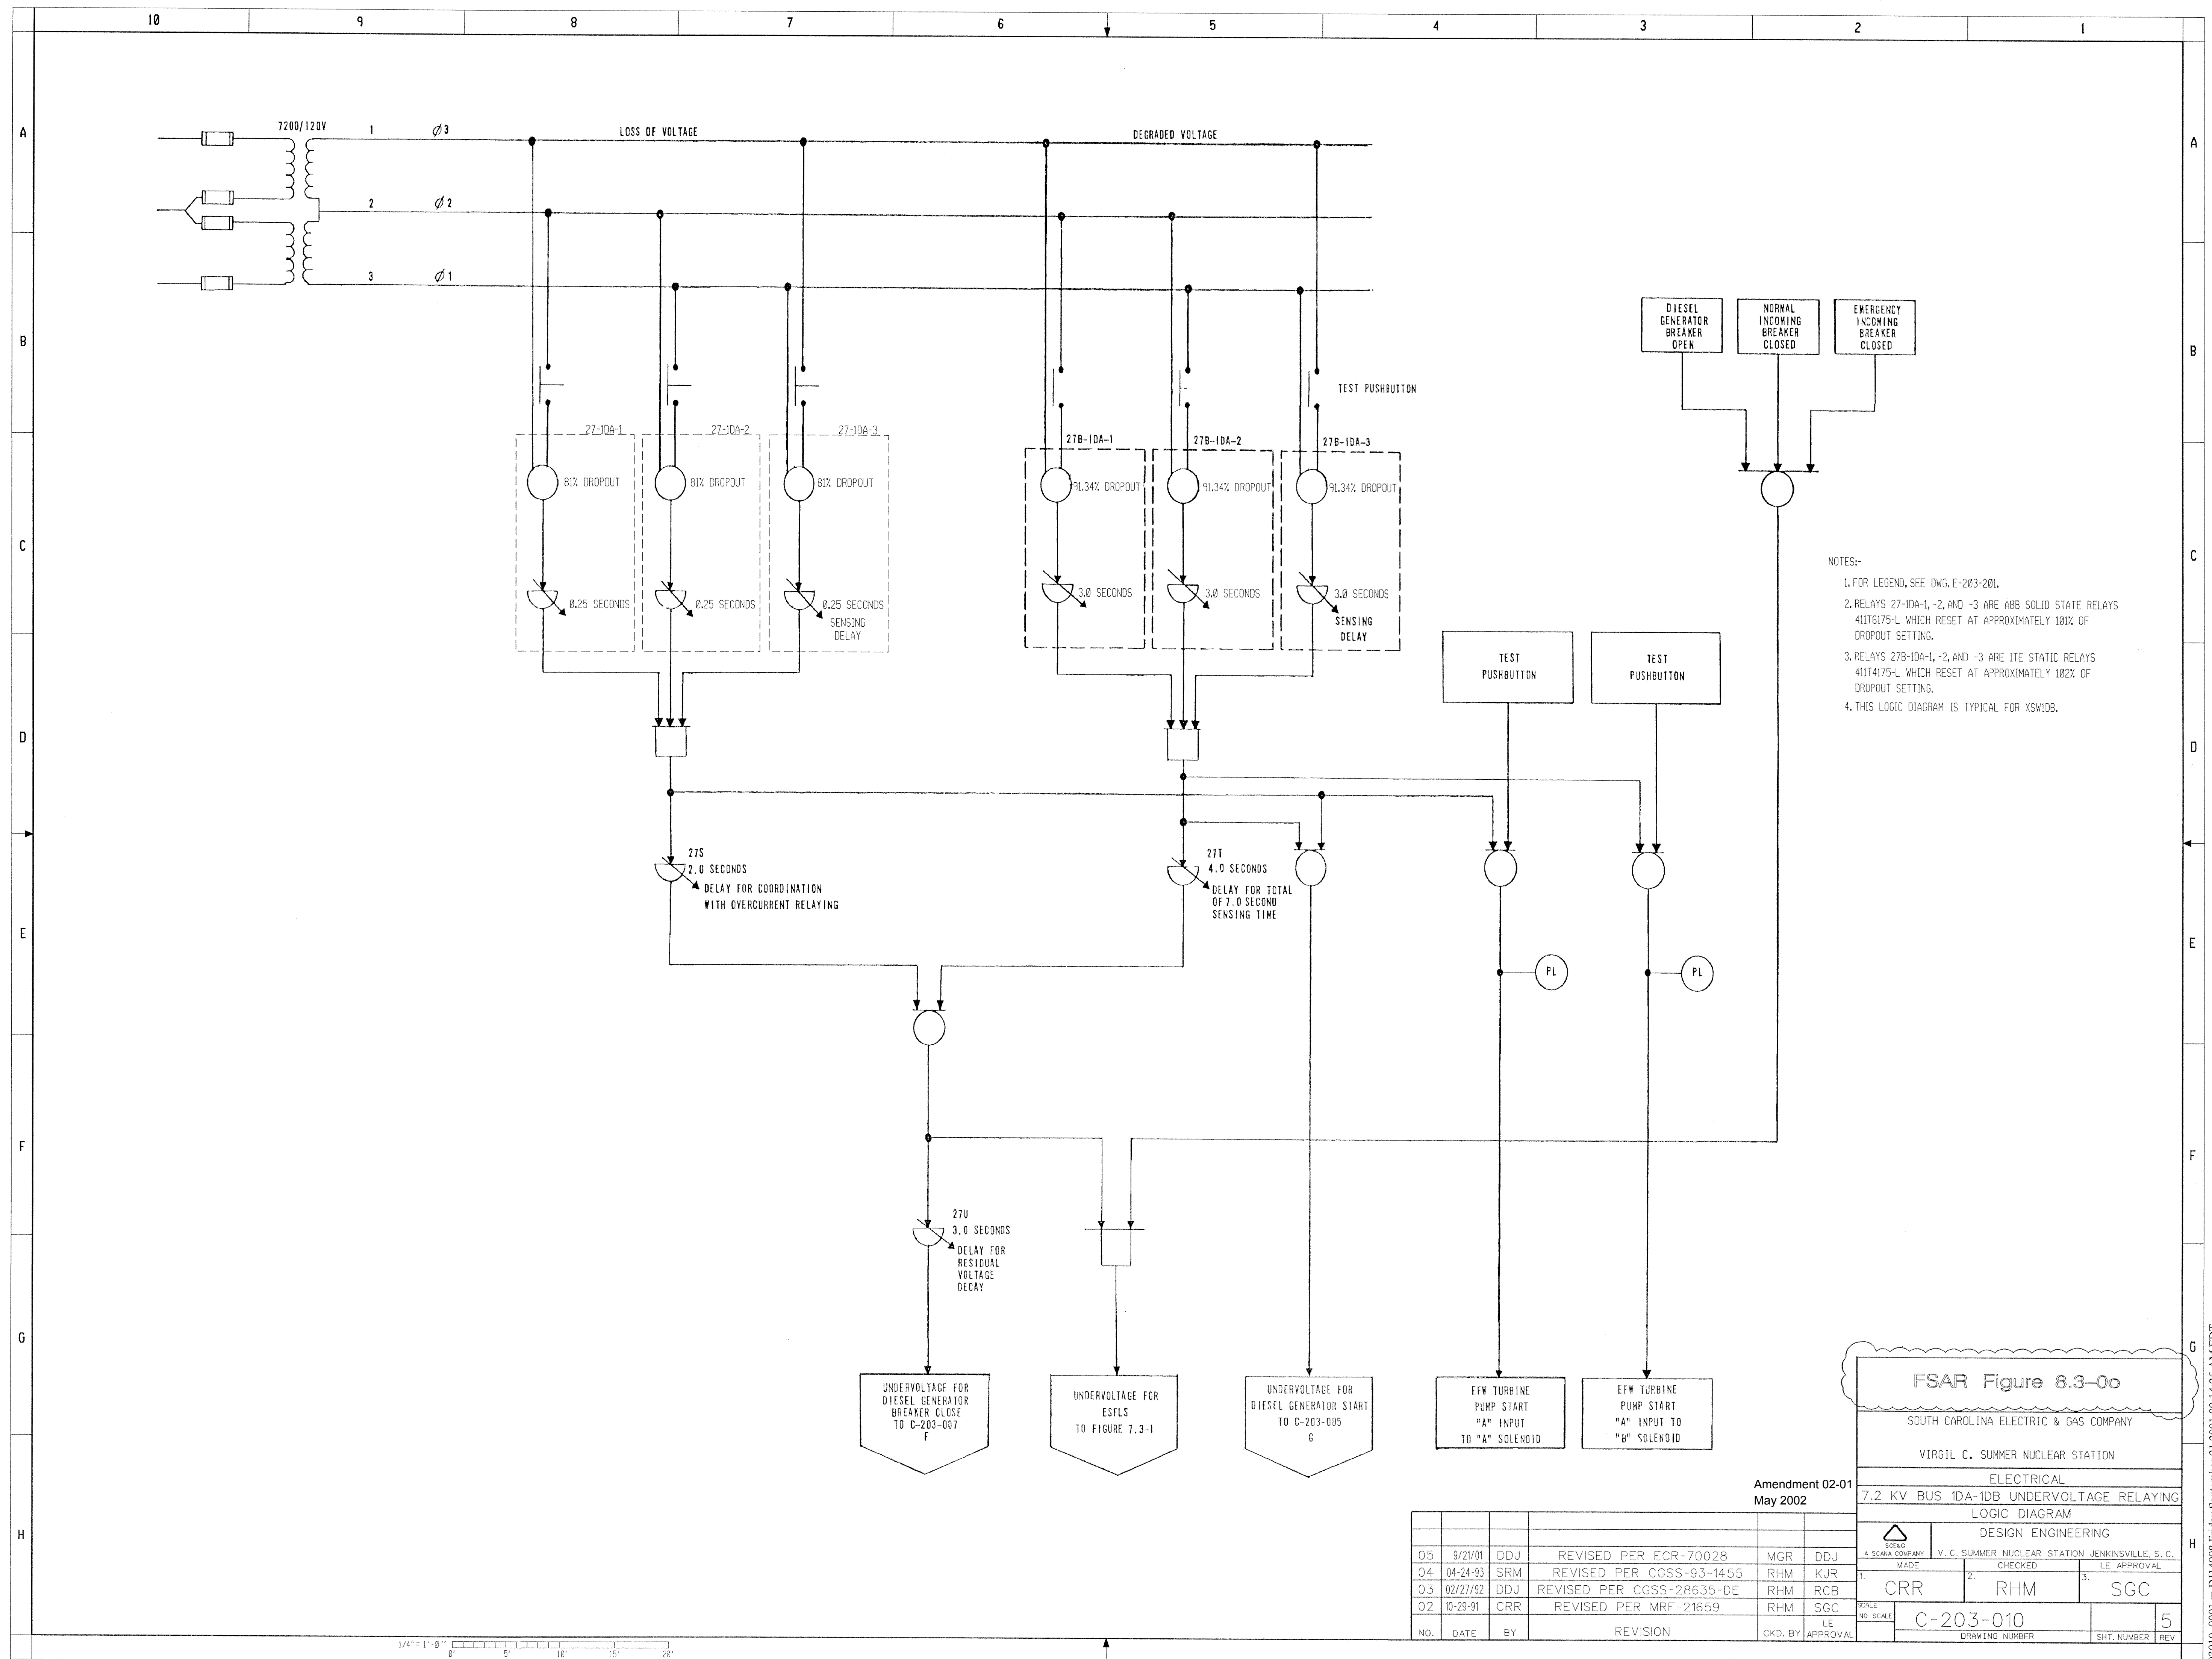 10 9 8 7 6 5 4 3 2 1
A
A
B
B
C
C
D
D
E
E
F
F
G
G
H
H
7200/120V
1 Ø3
2 Ø2
3 Ø1
LOSS OF VOLTAGE
DEGRADED VOLTAGE
DIESEL
GENERATOR
BREAKER
OPEN
NORMAL
INCOMING
BREAKER
CLOSED
EMERGENCY
INCOMING
BREAKER
CLOSED
TEST PUSHBUTTON
27-1DA-1
27-1DA-2
27-1DA-3
27B-1DA-1
27B-1DA-2
27B-1DA-3
81% DROPOUT
81% DROPOUT
81% DROPOUT
91.34% DROPOUT
91.34% DROPOUT
91.34% DROPOUT
0.25 SECONDS
0.25 SECONDS
0.25 SECONDS
SENSING
DELAY
3.0 SECONDS
3.0 SECONDS
3.0 SECONDS
SENSING
DELAY
NOTES:-
1. FOR LEGEND, SEE DWG. E-203-201.
2. RELAYS 27-1DA-1, -2, AND -3 ARE ABB SOLID STATE RELAYS
411T6175-L WHICH RESET AT APPROXIMATELY 101% OF
DROPOUT SETTING.
3. RELAYS 27B-1DA-1, -2, AND -3 ARE ITE STATIC RELAYS
411T4175-L WHICH RESET AT APPROXIMATELY 102% OF
DROPOUT SETTING.
4. THIS LOGIC DIAGRAM IS TYPICAL FOR XSW1DB.
TEST
PUSHBUTTON
TEST
PUSHBUTTON
27S
2.0 SECONDS
DELAY FOR COORDINATION
WITH OVERCURRENT RELAYING
27T
4.0 SECONDS
DELAY FOR TOTAL
OF 7.0 SECOND
SENSING TIME
PL
PL
27U
3.0 SECONDS
DELAY FOR
RESIDUAL
VOLTAGE
DECAY
UNDERVOLTAGE FOR
DIESEL GENERATOR
BREAKER CLOSE
TO C-203-007
F
UNDERVOLTAGE FOR
ESFLS
TO FIGURE 7.3-1
UNDERVOLTAGE FOR
DIESEL GENERATOR START
TO C-203-005
G
EFW TURBINE
PUMP START
"A" INPUT
TO "A" SOLENOID
EFW TURBINE
PUMP START
"A" INPUT TO
"B" SOLENOID
Amendment 02-01
May 2002
05 9/21/01 DDJ REVISED PER ECR-70028 MGR DDJ
04 04-24-93 SRM REVISED PER CGSS-93-1455 RHM KJR
03 02/27/92 DDJ REVISED PER CGSS-28635-DE RHM RCB
02 10-29-91 CRR REVISED PER MRF-21659 RHM SGC
NO. DATE BY REVISION CKD. BY LE APPROVAL
FSAR Figure 8.3-0o
SOUTH CAROLINA ELECTRIC & GAS COMPANY
VIRGIL C. SUMMER NUCLEAR STATION
ELECTRICAL
7.2 KV BUS 1DA-1DB UNDERVOLTAGE RELAYING
LOGIC DIAGRAM
SCE&G
A SCANA COMPANY
DESIGN ENGINEERING
V. C. SUMMER NUCLEAR STATION JENKINSVILLE, S. C.
MADE CHECKED LE APPROVAL
1. CRR 2. RHM 3. SGC
SCALE
NO SCALE
C-203-010 5
DRAWING NUMBER SHT. NUMBER REV
1/4"= 1'-0"
0' 5' 10' 15' 20'